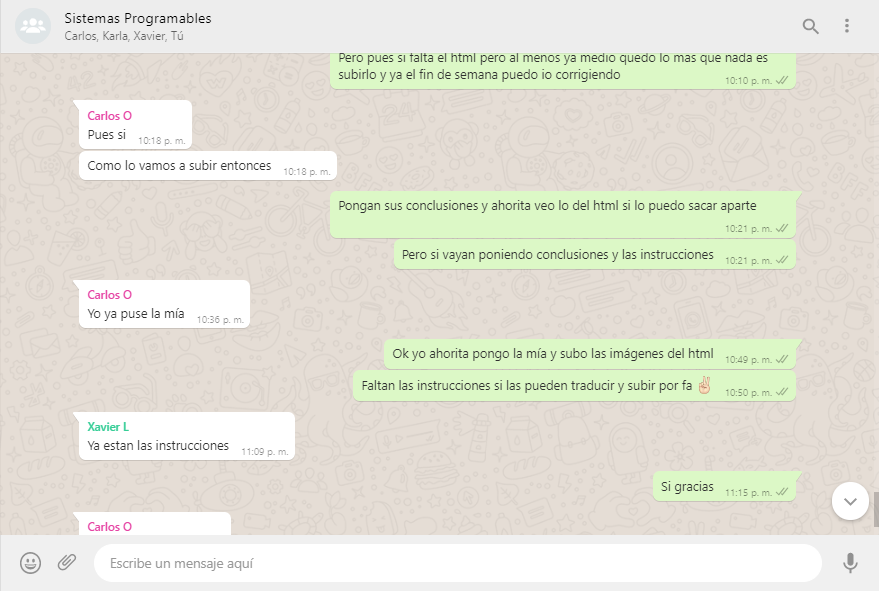 Sistemas Programables
Carlos, Karla, Xavier, Tú
Pero pues si falta el html pero al menos ya medio quedo lo mas que nada es
subirlo y ya el fin de semana puedo io corrigiendo
10:10 p. m.
Carlos O
Pues si
10:18 p. m.
Como lo vamos a subir entonces
10:18 p. m.
Pongan sus conclusiones y ahorita veo lo del html si lo puedo sacar aparte
10:21 p. m.
Pero si vayan poniendo conclusiones y las instrucciones
10:21 p. m.
Carlos O
Yo ya puse la mía
10:36 p. m.
Ok yo ahorita pongo la mía y subo las imágenes del html
10:49 p. m.
Faltan las instrucciones si las pueden traducir y subir por fa ✌🏻
10:50 p. m.
Xavier L
Ya estan las instrucciones
11:09 p. m.
Si gracias
11:15 p. m.
Carlos O
Escribe un mensaje aquí